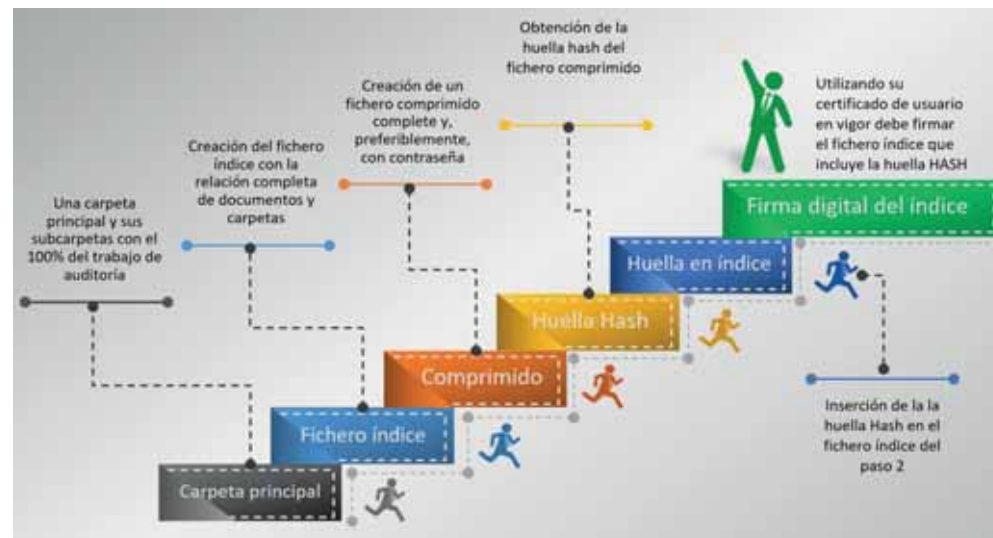 Una carpeta
principal y sus
subcarpetas con el
100% del trabajo de
auditoría
Creación del fichero
índice con la
relación completa
de documentos y
carpetas
Creación de un
fichero comprimido
complete y,
preferiblemente,
con contraseña
Obtención de la
huella hash del
fichero comprimido
Utilizando su
certificado de usuario
en vigor debe firmar
el fichero índice que
incluye la huella HASH
Firma digital del índice
Huella en índice
Huella Hash
Comprimido
Fichero índice
Carpeta principal
Inserción de la la
huella Hash en el
fichero índice del
paso 2